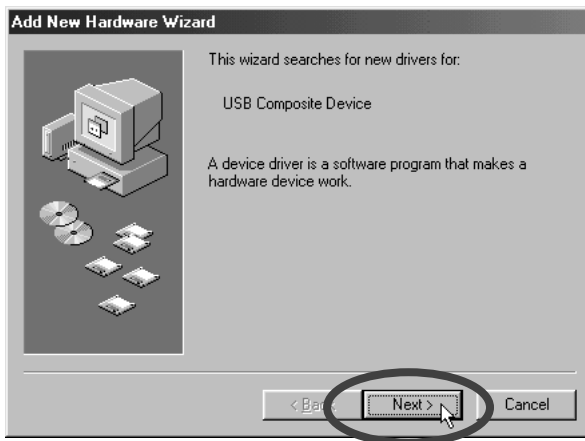 Add New Hardware Wizard
This wizard searches for new drivers for:
USB Composite Device
A device driver is a software program that makes a
hardware device work.
< Back
Next >
Cancel